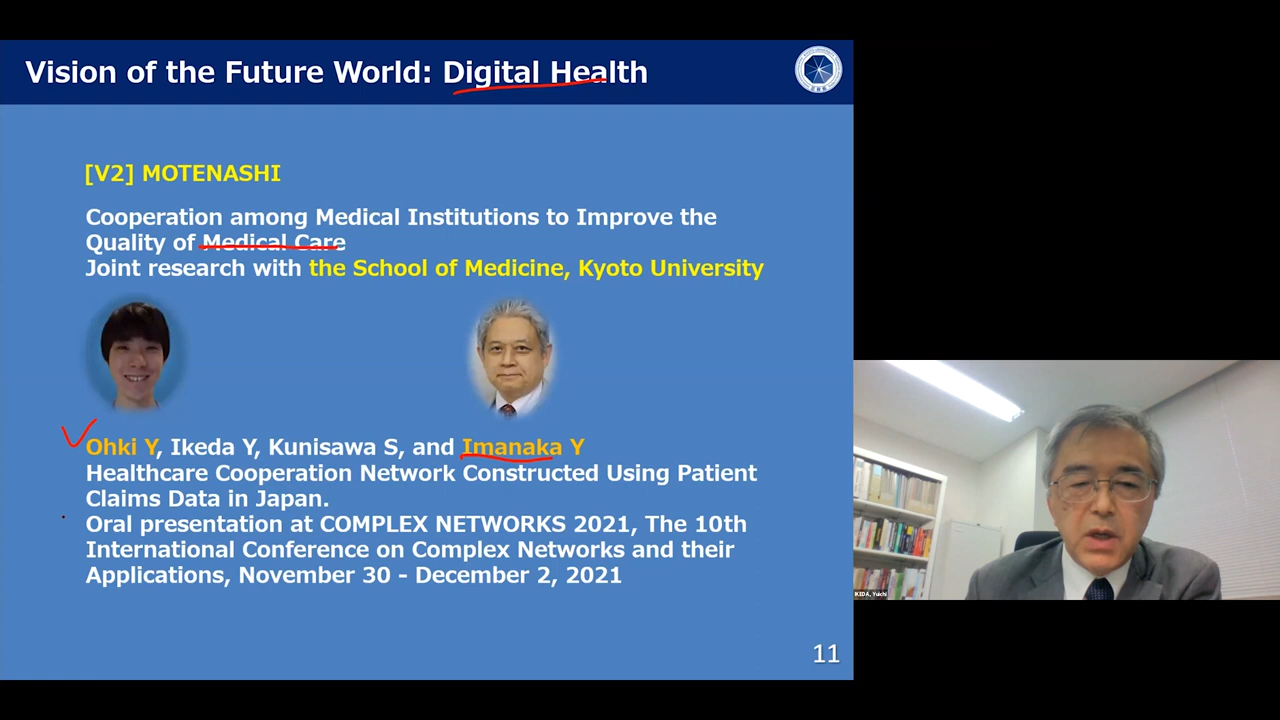 Vision of the Future World: Digital Health
[V2] MOTENASHI
Cooperation among Medical Institutions to Improve the
Quality of Medical Care
Joint research with the School of Medicine, Kyoto University
Ohki Y, Ikeda Y, Kunisawa S, and Imanaka Y
Healthcare Cooperation Network Constructed Using Patient
Claims Data in Japan.
Oral presentation at COMPLEX NETWORKS 2021, The 10th
International Conference on Complex Networks and their
Applications, November 30 - December 2, 2021
11
IKEDA, Yuichi